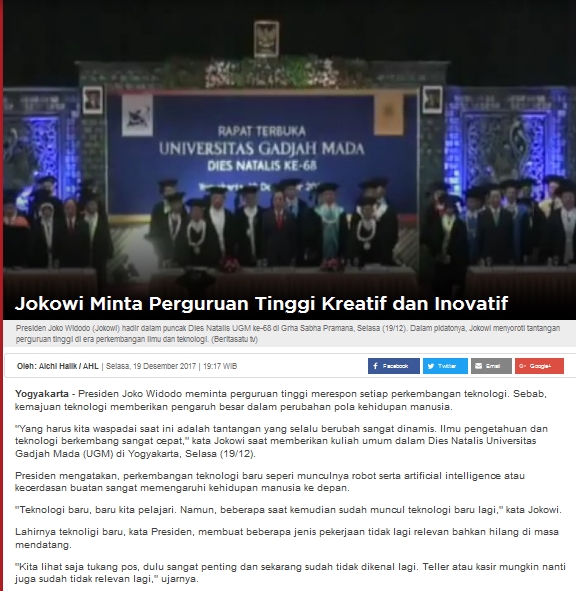 RAPAT TERBUKA
UNIVERSITAS GADJAH MADA
DIES NATALIS KE-68
Jokowi Minta Perguruan Tinggi Kreatif dan Inovatif
Presiden Joko Widodo (Jokowi) hadir dalam puncak Dies Natalis UGM ke-68 di Grha Sabha Pramana, Selasa (19/12). Dalam pidatonya, Jokowi menyoroti tantangan
perguruan tinggi di era perkembangan ilmu dan teknologi. (Beritasatu tv)
Oleh: Aichi Halik / AHL | Selasa, 19 Desember 2017 | 19:17 WIB
Facebook
Twitter
Email
G+ Google+
Yogyakarta - Presiden Joko Widodo meminta perguruan tinggi merespon setiap perkembangan teknologi. Sebab,
kemajuan teknologi memberikan pengaruh besar dalam perubahan pola kehidupan manusia.
"Yang harus kita waspadai saat ini adalah tantangan yang selalu berubah sangat dinamis. Ilmu pengetahuan dan
teknologi berkembang sangat cepat," kata Jokowi saat memberikan kuliah umum dalam Dies Natalis Universitas
Gadjah Mada (UGM) di Yogyakarta, Selasa (19/12).
Presiden mengatakan, perkembangan teknologi baru seperi munculnya robot serta artificial intelligence atau
kecerdasan buatan sangat memengaruhi kehidupan manusia ke depan.
"Teknologi baru, baru kita pelajari. Namun, beberapa saat kemudian sudah muncul teknologi baru lagi," kata Jokowi.
Lahirnya teknoligi baru, kata Presiden, membuat beberapa jenis pekerjaan tidak lagi relevan bahkan hilang di masa
mendatang.
"Kita lihat saja tukang pos, dulu sangat penting dan sekarang sudah tidak dikenal lagi. Teller atau kasir mungkin nanti
juga sudah tidak relevan lagi," ujarnya.